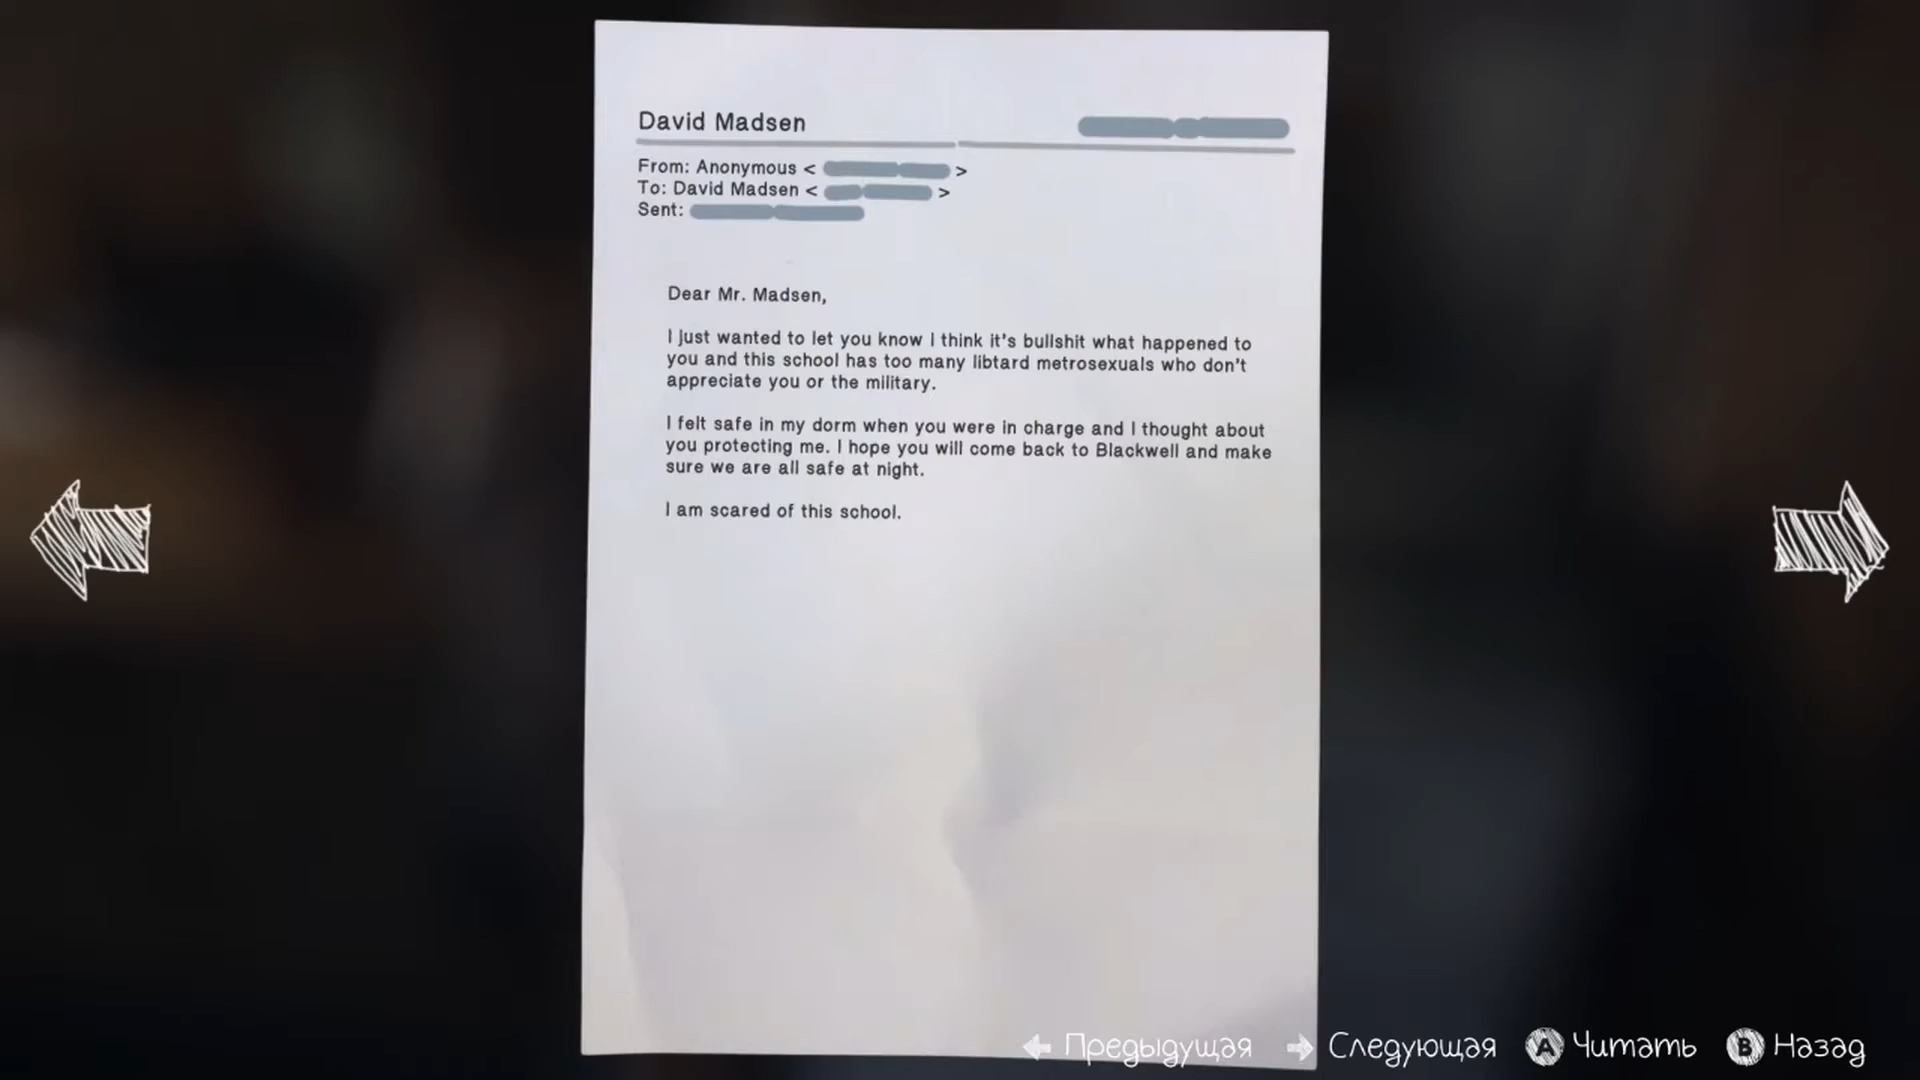 David Madsen
From: Anonymous < >
To: David Madsen < >
Sent:
Dear Mr. Madsen,
I just wanted to let you know I think it's bullshit what happened to
you and this school has too many libtard metrosexuals who don't
appreciate you or the military.
I felt safe in my dorm when you were in charge and I thought about
you protecting me. I hope you will come back to Blackwell and make
sure we are all safe at night.
I am scared of this school.
Предыдущая Следующая A Читать B Назад